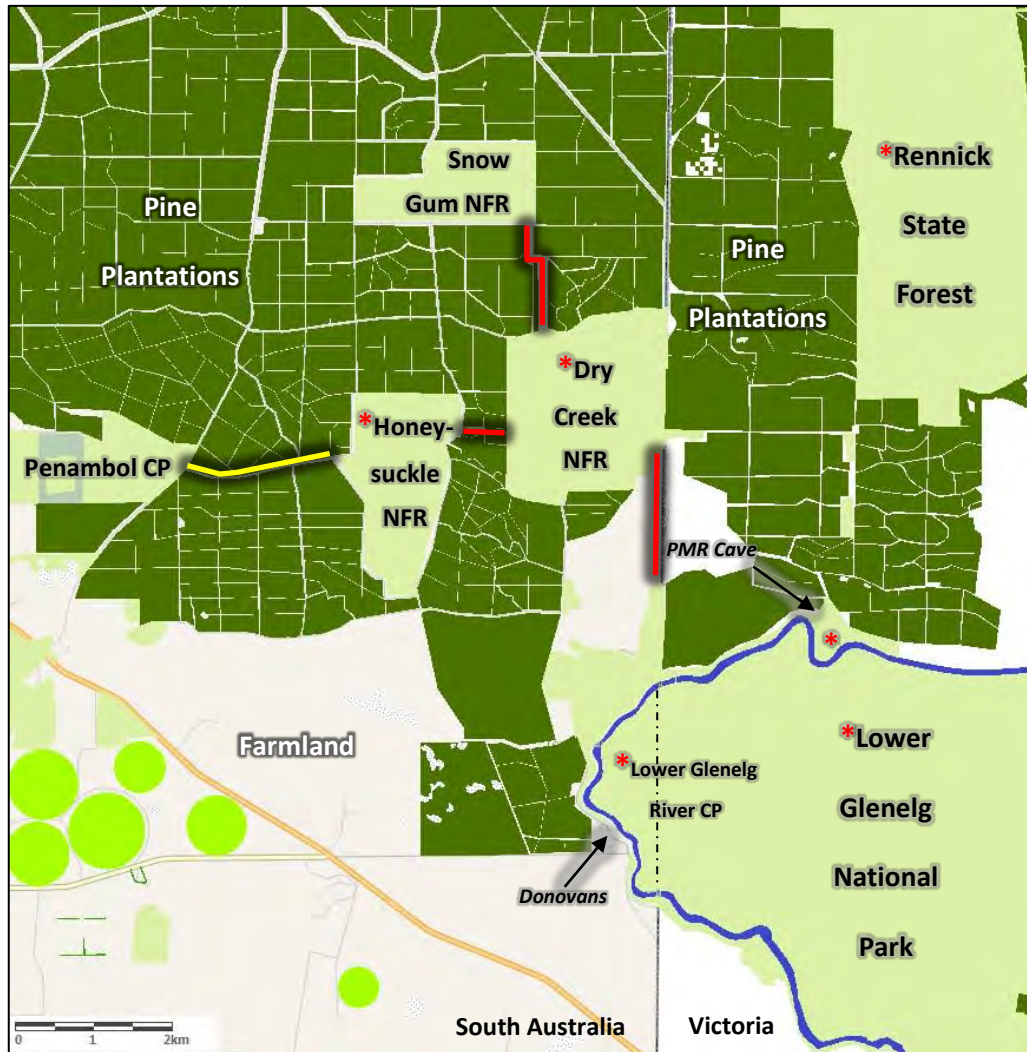 Snow
Gum NFR
*Rennick
State
Forest
Pine
Plantations
Pine
Plantations
*Dry
Creek
NFR
*Honey-
suckle
NFR
Penambol CP
PMR Cave
*
*Lower
Glenelg
National
Park
*Lower Glenelg
River CP
Farmland
Donovans
South Australia
Victoria
0 1 2km